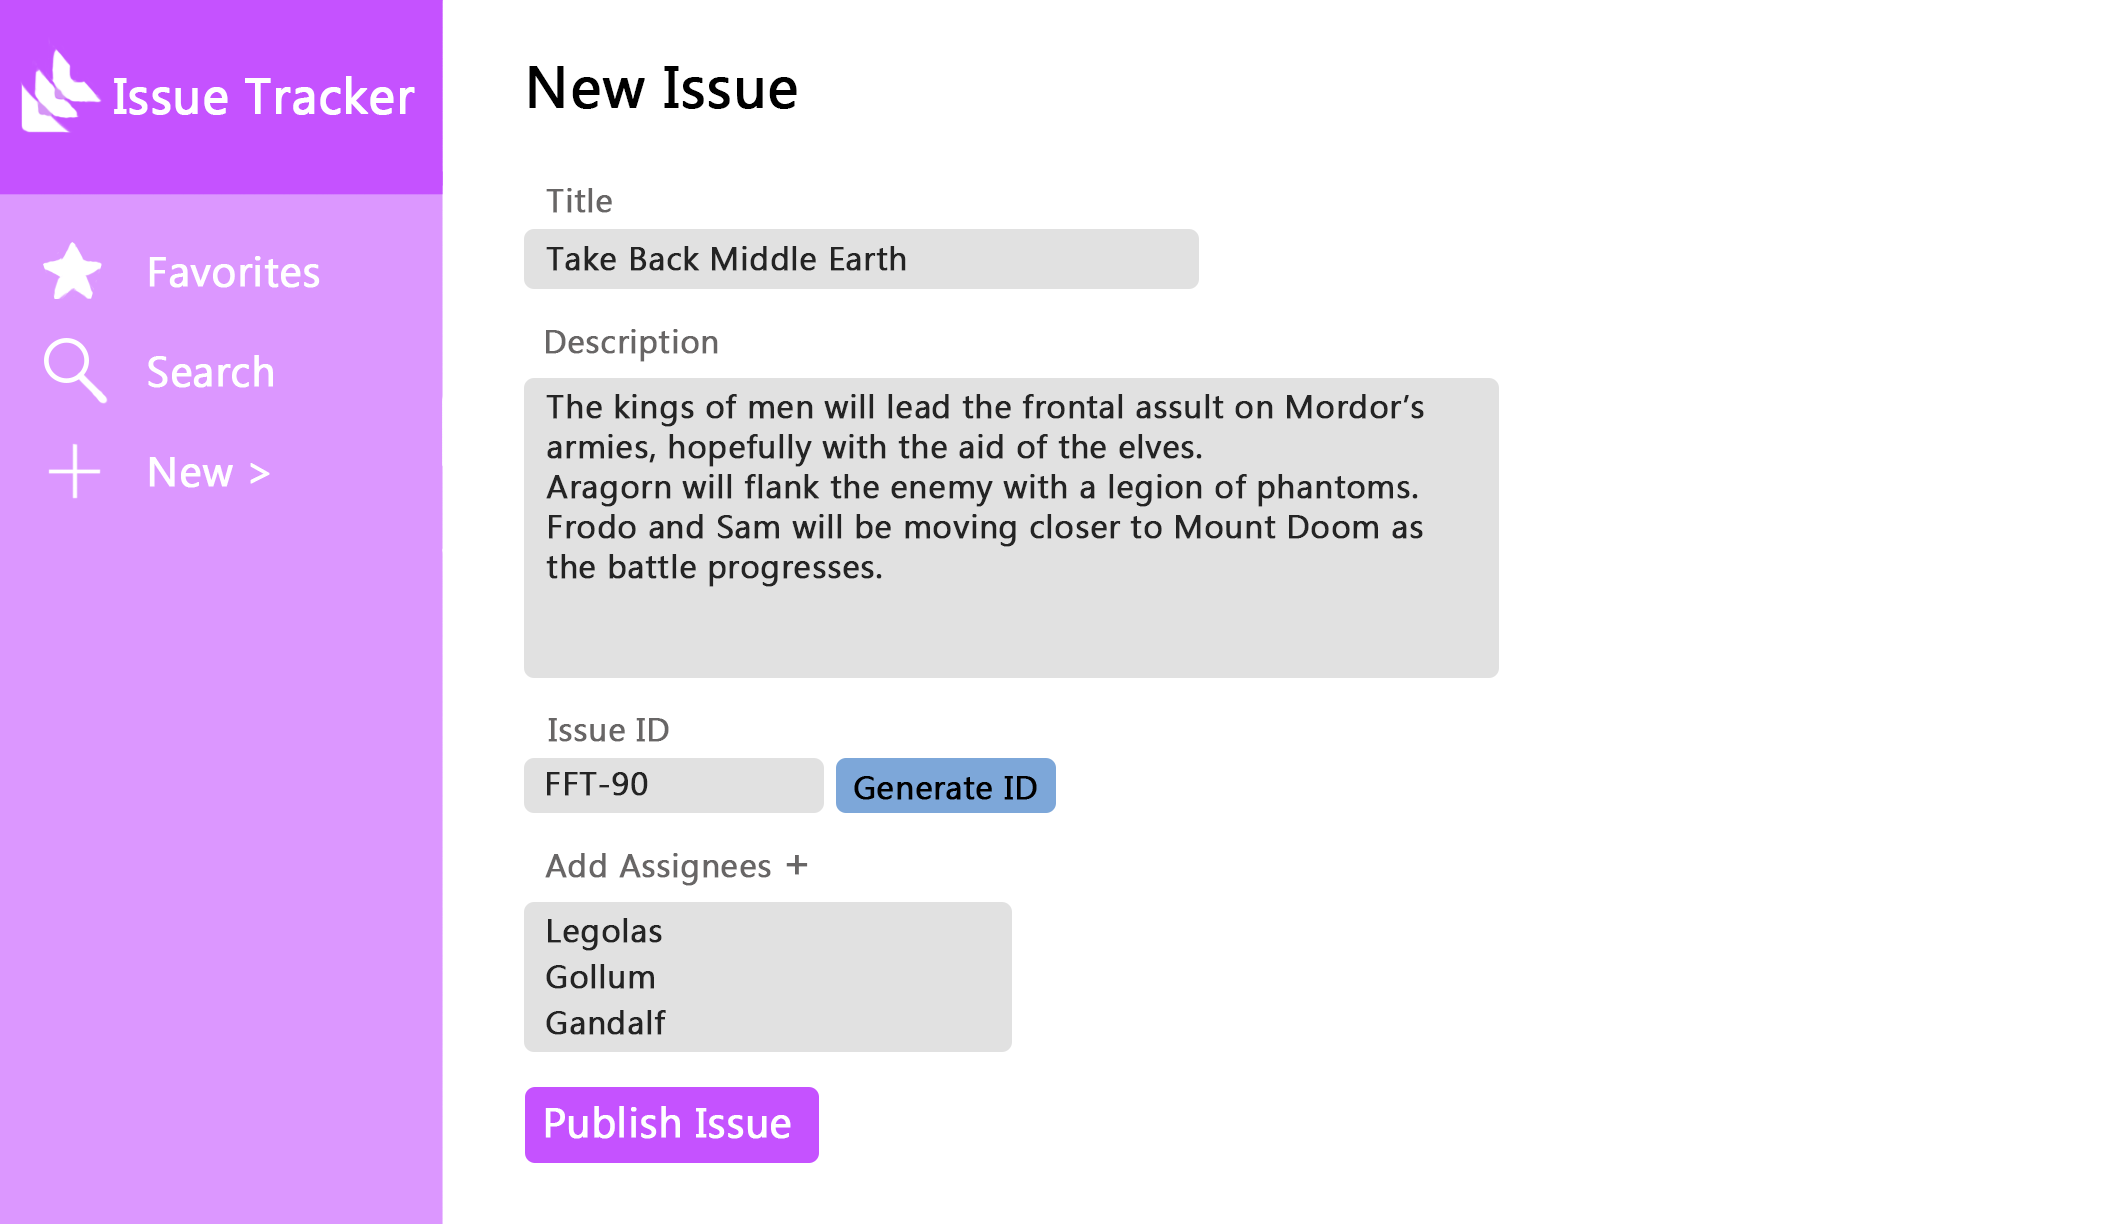 Issue Tracker
Favorites
Search
New >
New Issue
Title
Take Back Middle Earth
Description
The kings of men will lead the frontal assult on Mordor’s
armies, hopefully with the aid of the elves.
Aragorn will flank the enemy with a legion of phantoms.
Frodo and Sam will be moving closer to Mount Doom as
the battle progresses.
Issue ID
FFT-90
Generate ID
Add Assignees +
Legolas
Gollum
Gandalf
Publish Issue